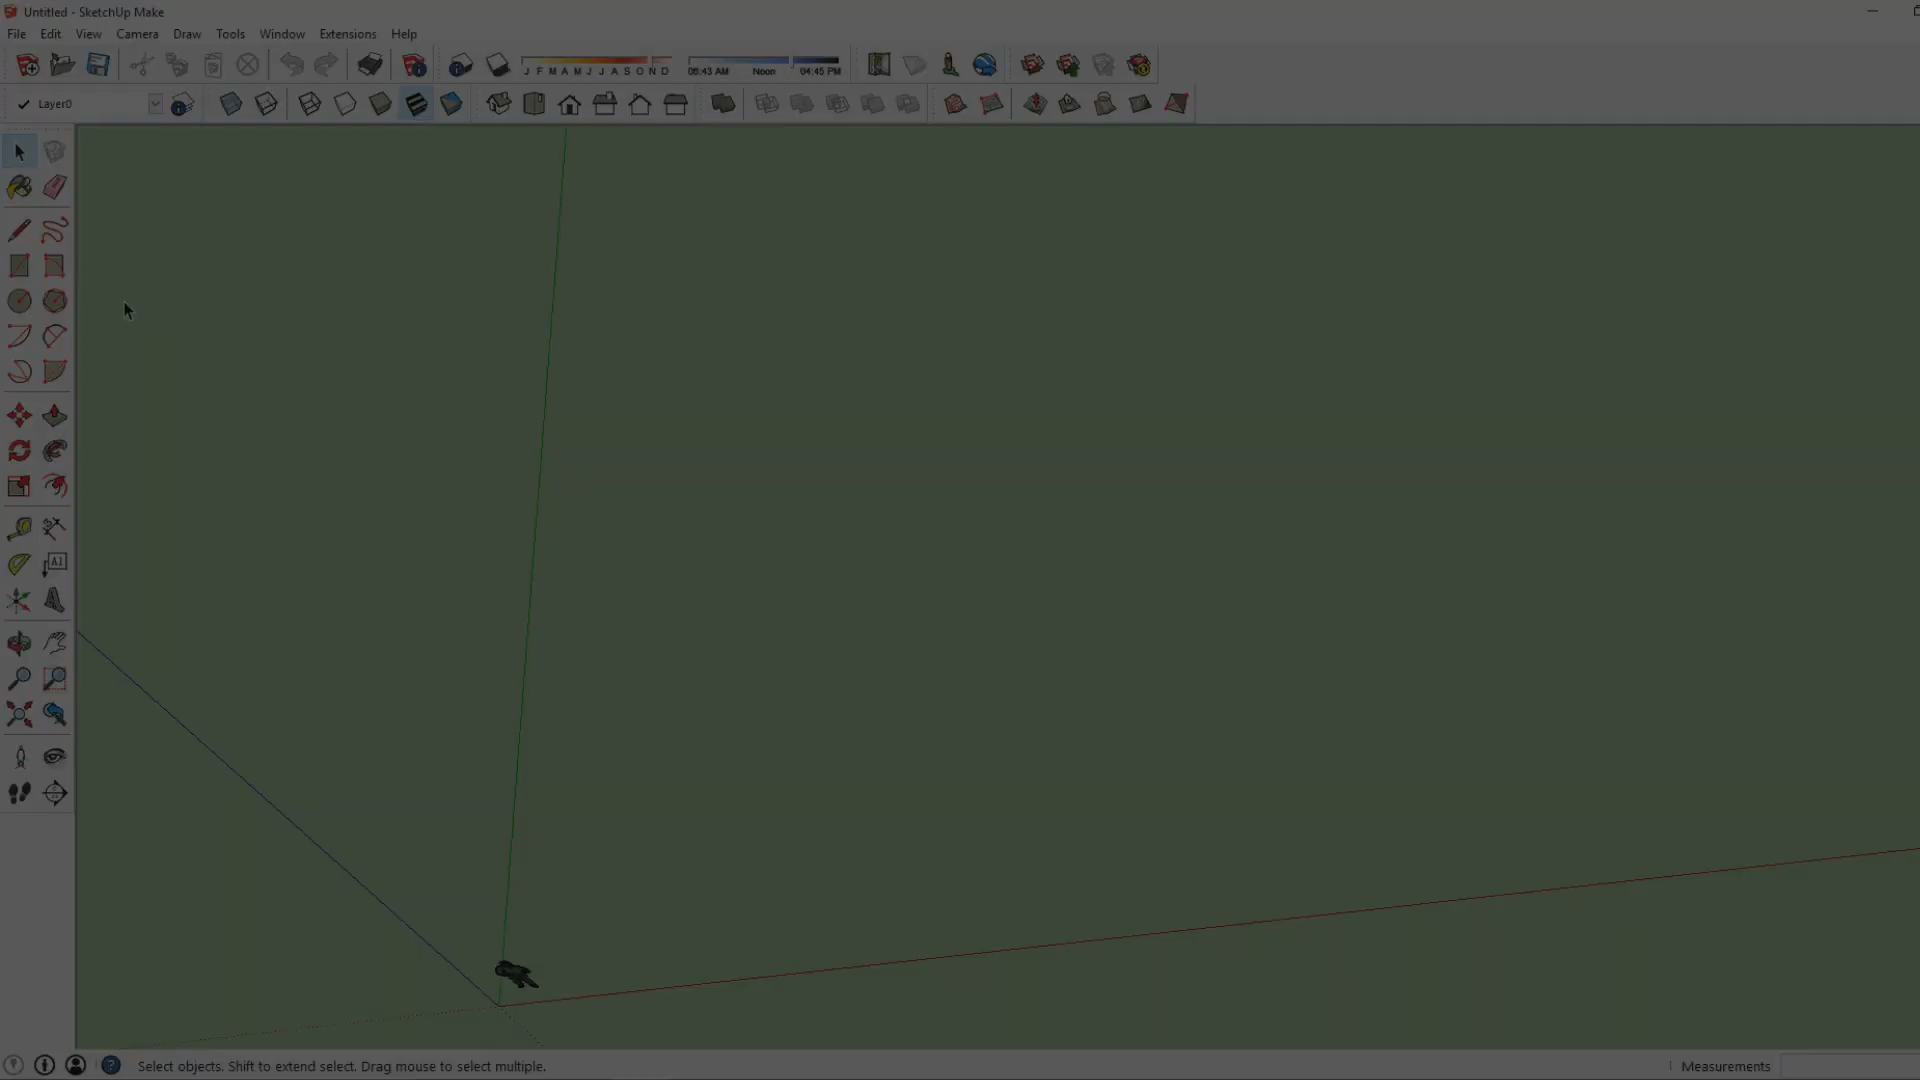 Untitled - SketchUp Make
File Edit View Camera Draw Tools Window Extensions Help
J F M A M J J A S O N D 06:43 AM Noon 04:45 PM
Layer0
A1
Select objects. Shift to extend select. Drag mouse to select multiple. Measurements